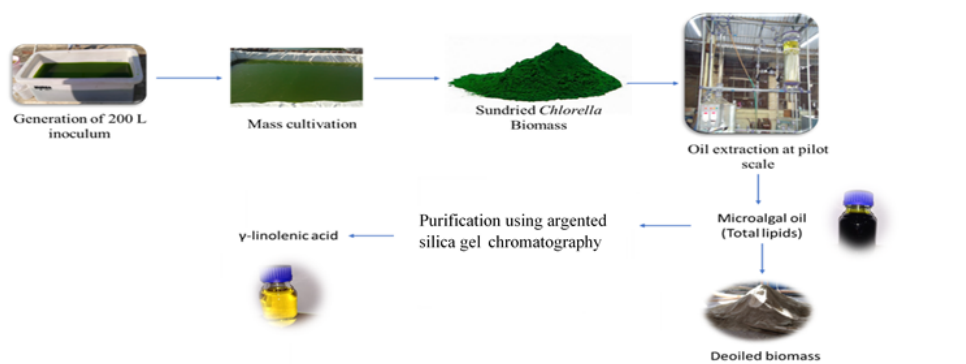 Generation of 200 L
inoculum
Mass cultivation
Sundried Chlorella
Biomass
Oil extraction at pilot
scale
Microalgal oil
(Total lipids)
Purification using argented
silica gel chromatography
γ-linolenic acid
Deoiled biomass